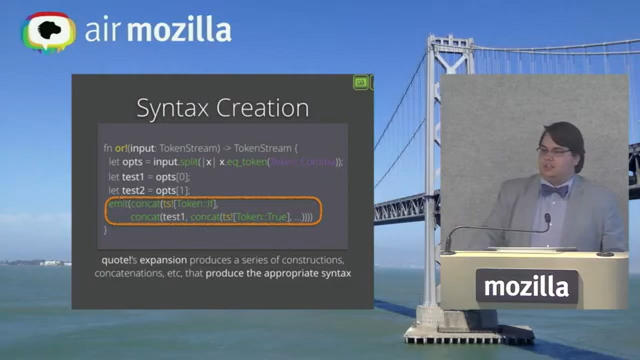 air mozilla
Syntax Creation
fn or!(input: TokenStream) -> TokenStream {
let opts = input.split(|x| x.eq_token(Token::Comma));
let test1 = opts[0];
let test2 = opts[1];
emit(concat(ts![Token::If],
concat(test1, concat(ts![Token::True], ...))))
}
quote!'s expansion produces a series of constructions,
concatenations, etc, that produce the appropriate syntax
mozilla